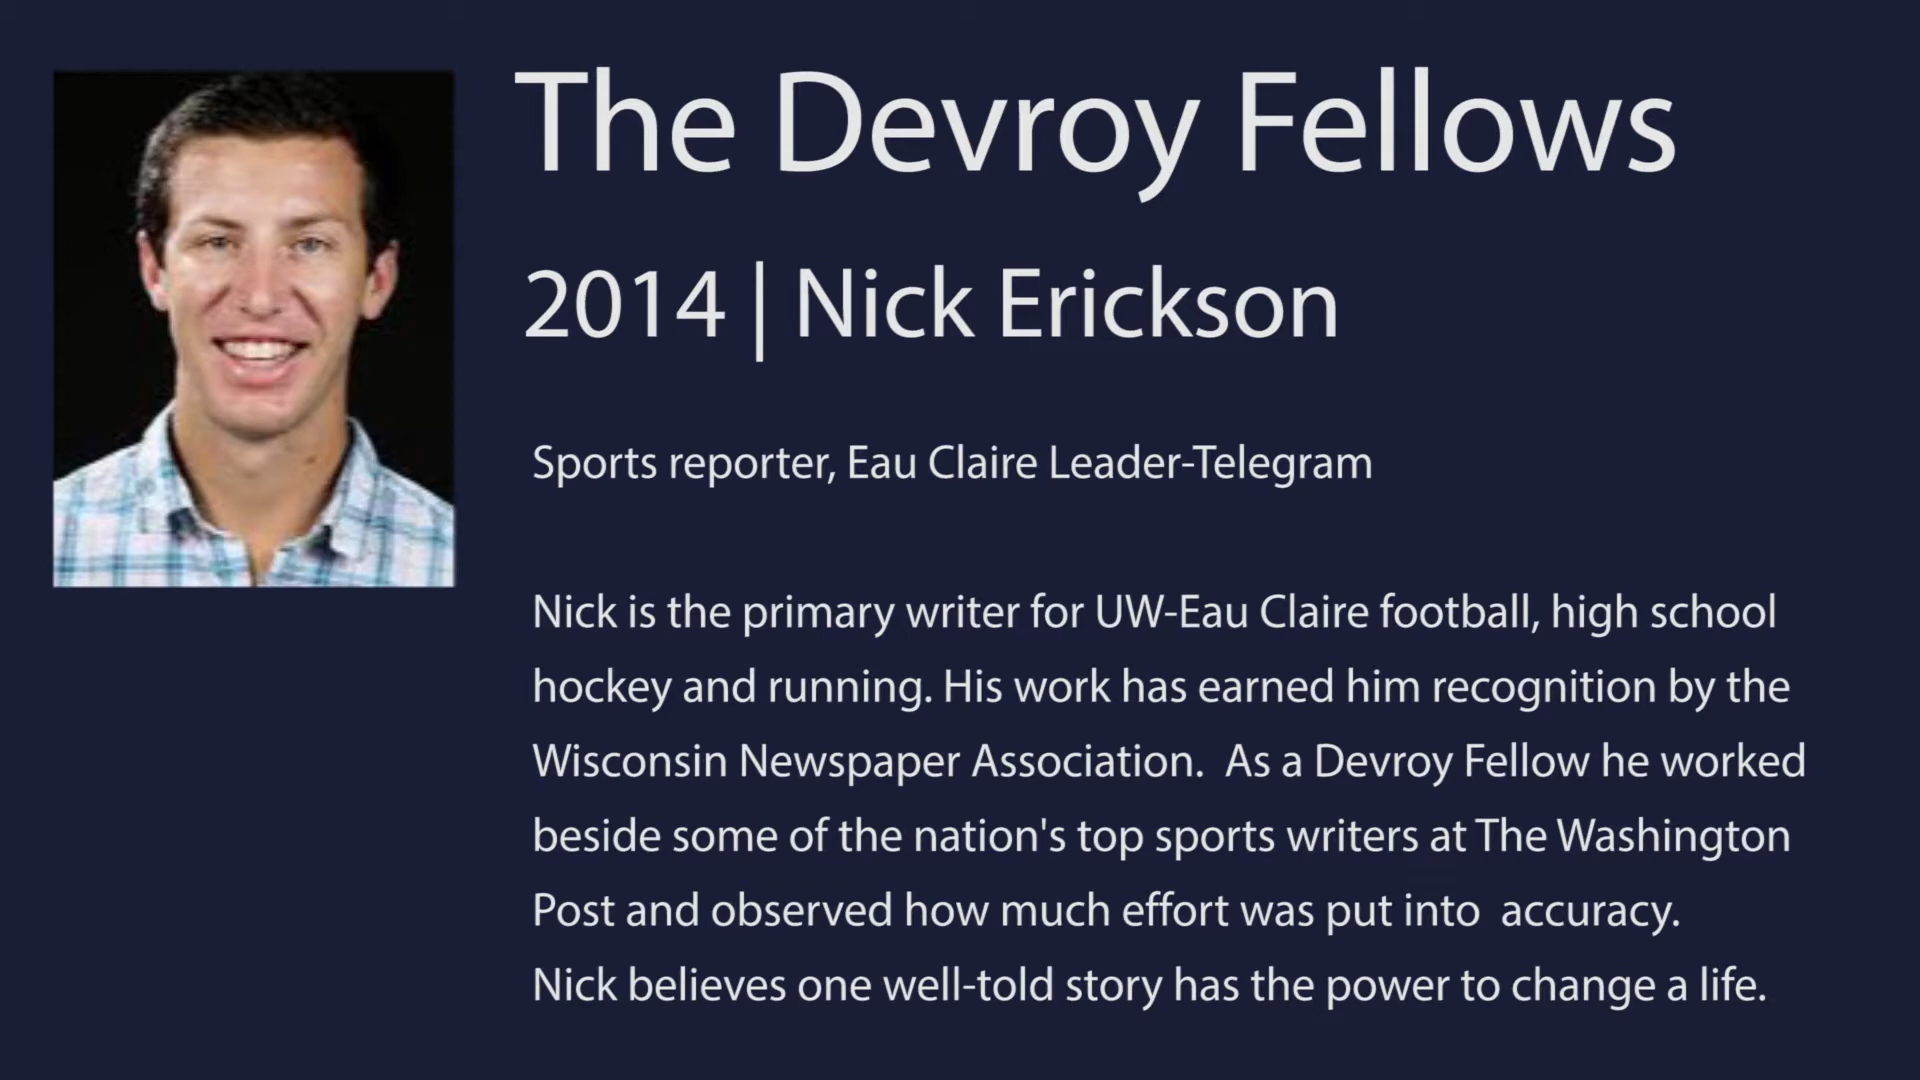 The Devroy Fellows
2014 | Nick Erickson
Sports reporter, Eau Claire Leader-Telegram
Nick is the primary writer for UW-Eau Claire football, high school
hockey and running. His work has earned him recognition by the
Wisconsin Newspaper Association.  As a Devroy Fellow he worked
beside some of the nation's top sports writers at The Washington
Post and observed how much effort was put into  accuracy.
Nick believes one well-told story has the power to change a life.